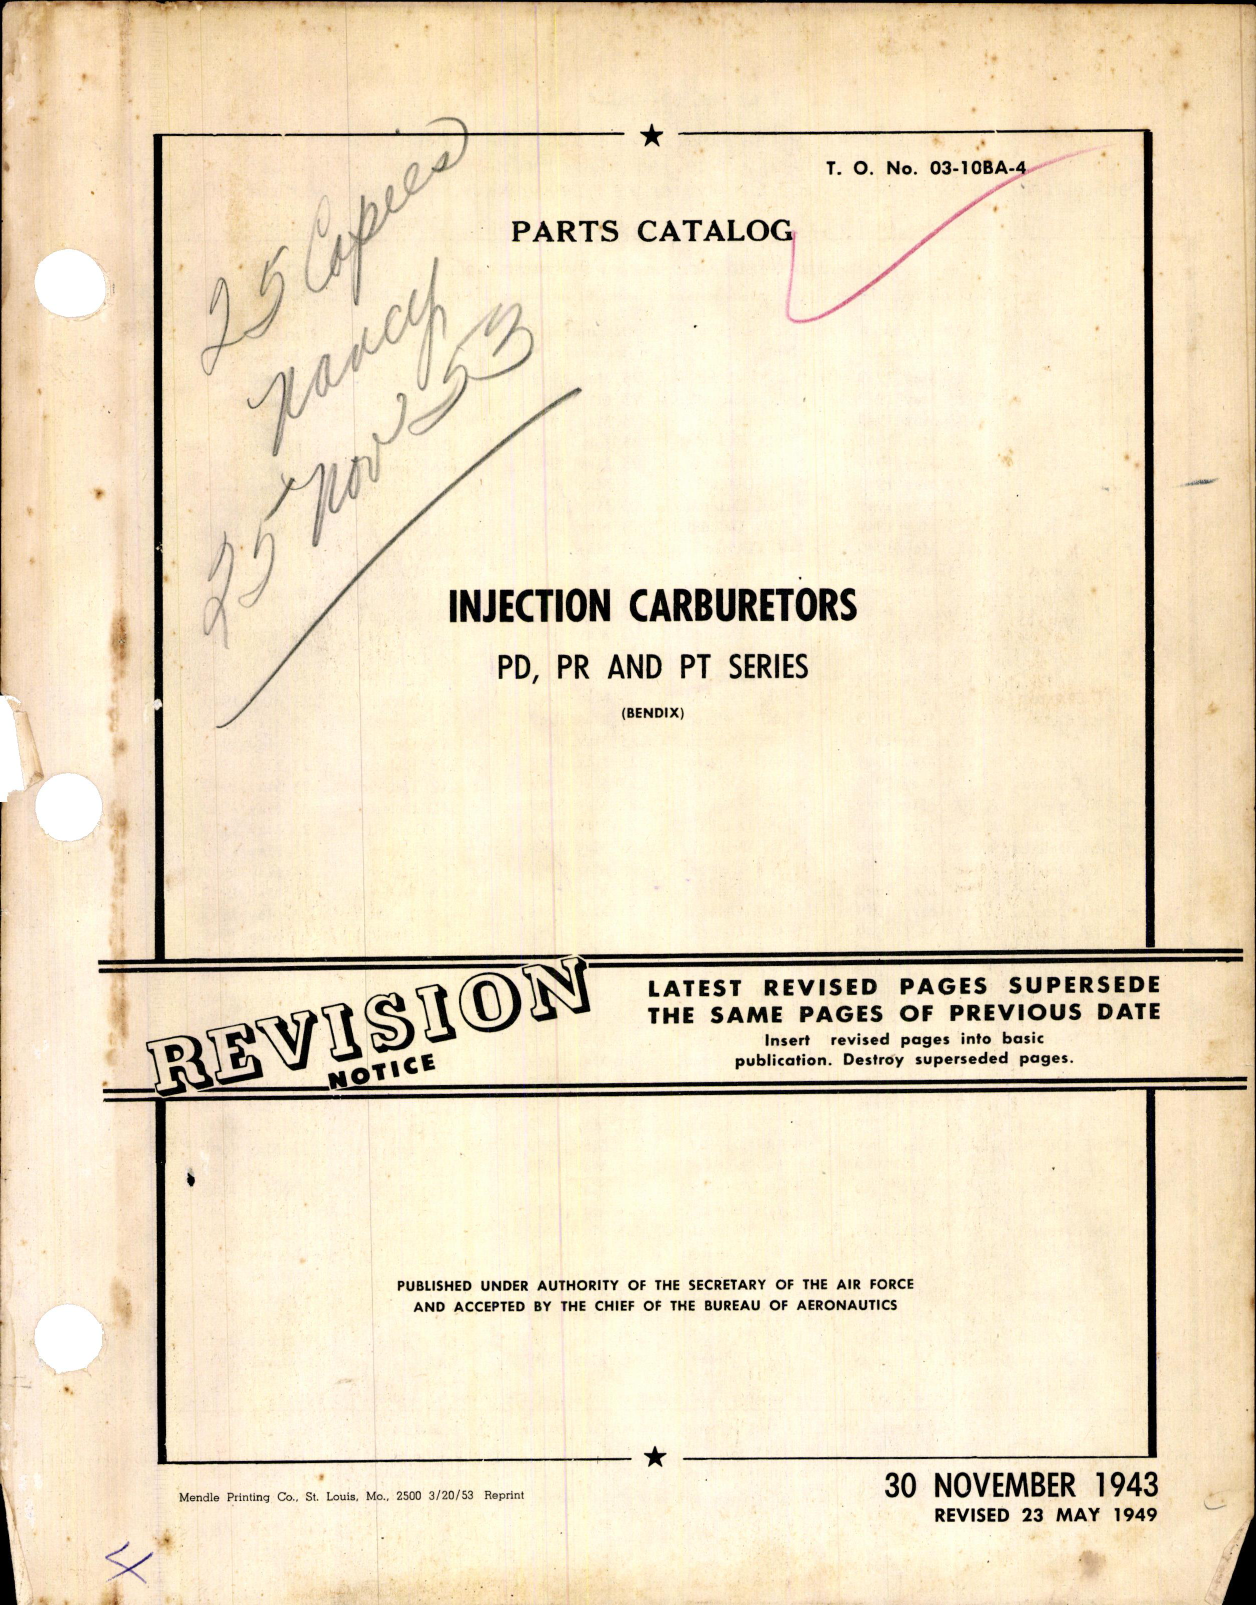 T. O. No. 03-10BA-4
PARTS CATALOG
25 Copies
Nancy
25 Nov 53
INJECTION CARBURETORS
PD, PR AND PT SERIES
(BENDIX)
REVISION
NOTICE
LATEST REVISED PAGES SUPERSEDE
THE SAME PAGES OF PREVIOUS DATE
Insert revised pages into basic
publication. Destroy superseded pages.
PUBLISHED UNDER AUTHORITY OF THE SECRETARY OF THE AIR FORCE
AND ACCEPTED BY THE CHIEF OF THE BUREAU OF AERONAUTICS
30 NOVEMBER 1943
REVISED 23 MAY 1949
Mendle Printing Co., St. Louis, Mo., 2500 3/20/53 Reprint
4